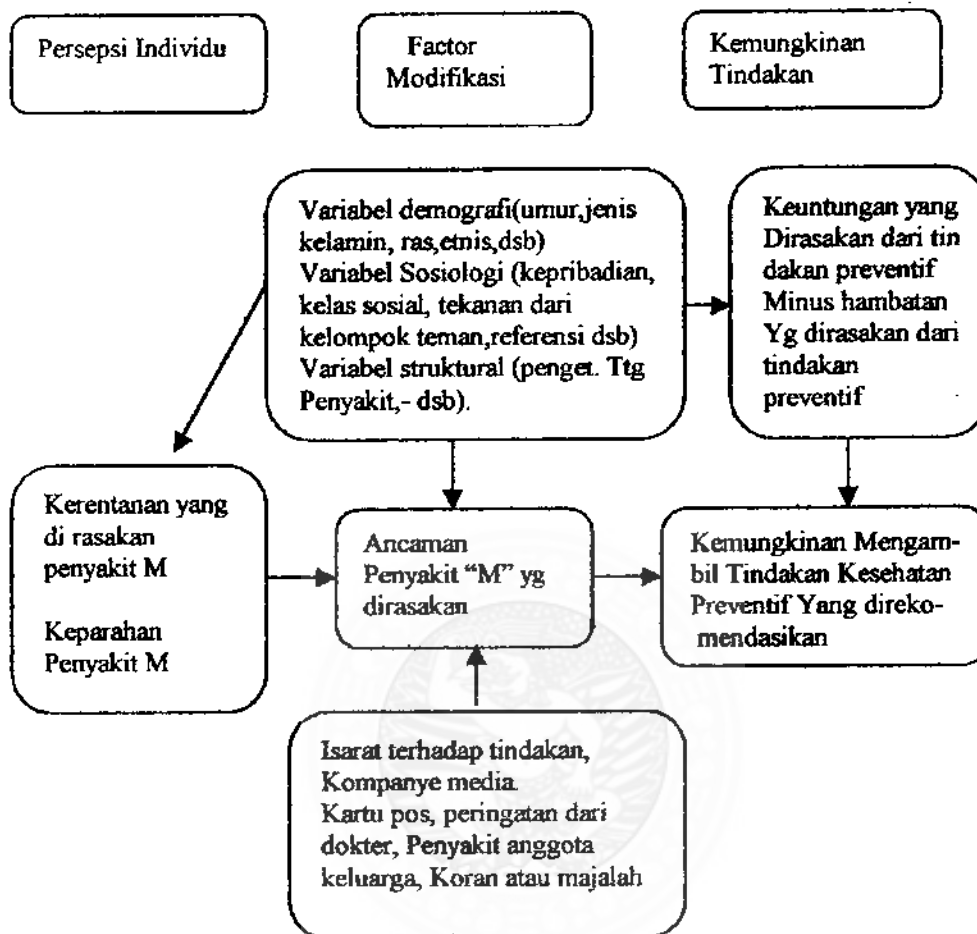 Persepsi Individu
Factor
Modifikasi
Kemungkinan
Tindakan
Variabel demografi(umur,jenis
kelamin, ras,etnis,dsb)
Variabel Sosiologi (kepribadian,
kelas sosial, tekanan dari
kelompok teman,referensi dsb)
Variabel struktural (penget. Ttg
Penyakit,- dsb).
Keuntungan yang
Dirasakan dari tin
dakan preventif
Minus hambatan
Yg dirasakan dari
tindakan
preventif
Kerentanan yang
di rasakan
penyakit M
Keparahan
Penyakit M
Ancaman
Penyakit “M” yg
dirasakan
Kemungkinan Mengam-
bil Tindakan Kesehatan
Preventif Yang direko-
mendasikan
Isarat terhadap tindakan,
Kompanye media.
Kartu pos, peringatan dari
dokter, Penyakit anggota
keluarga, Koran atau majalah